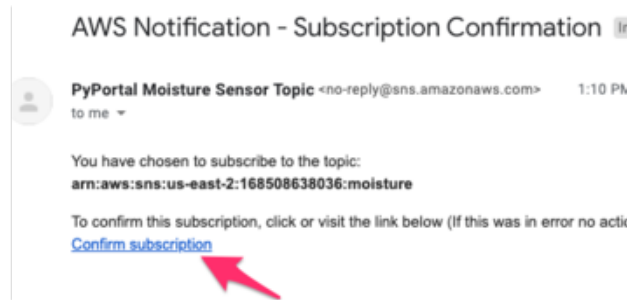 AWS Notification - Subscription Confirmation
PyPortal Moisture Sensor Topic <no-reply@sns.amazonaws.com> 1:10 PM
to me
You have chosen to subscribe to the topic:
arn:aws:sns:us-east-2:168508638036:moisture
To confirm this subscription, click or visit the link below (If this was in error no
Confirm subscription